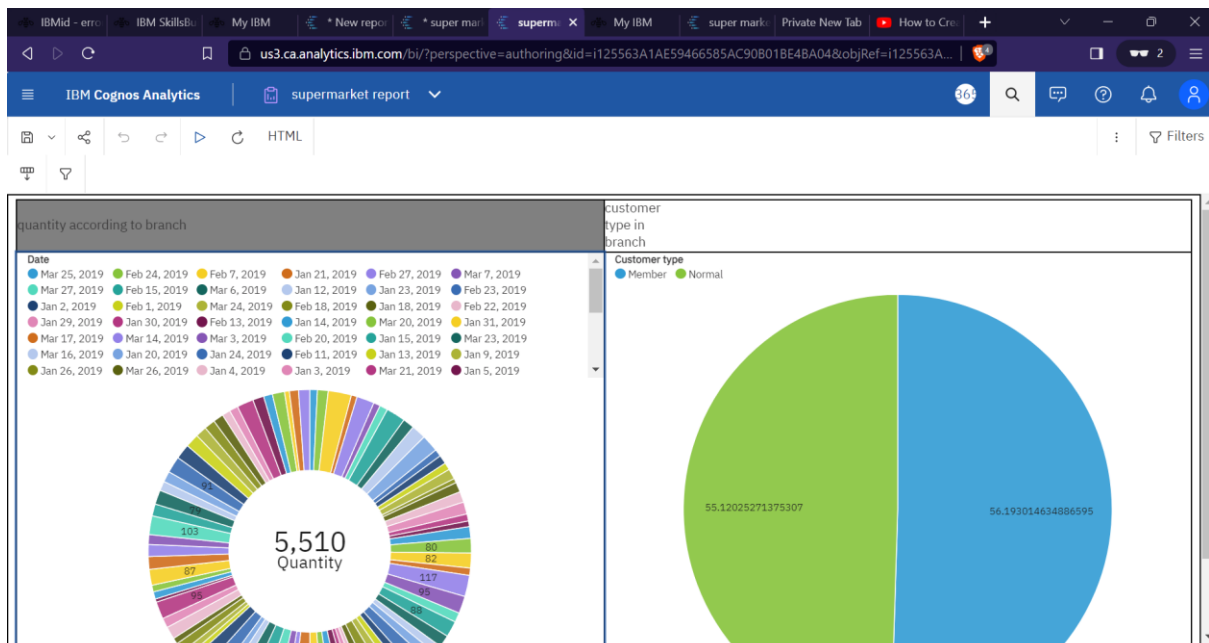 IBMid - erro
IBM SkillsBu
My IBM
* New repor
* super mark
superma
My IBM
super marke
Private New Tab
How to Crea
us3.ca.analytics.ibm.com/bi/?perspective=authoring&id=i125563A1AE59466585AC90B01BE4BA04&objRef=i125563A...
4
2
IBM Cognos Analytics
supermarket report
365
HTML
Filters
quantity according to branch
customer
type in
branch
Date
Mar 25, 2019 Feb 24, 2019 Feb 7, 2019 Jan 21, 2019 Feb 27, 2019 Mar 7, 2019
Mar 27, 2019 Feb 15, 2019 Mar 6, 2019 Jan 12, 2019 Jan 23, 2019 Feb 23, 2019
Jan 2, 2019 Feb 1, 2019 Mar 24, 2019 Feb 18, 2019 Jan 18, 2019 Feb 22, 2019
Jan 29, 2019 Jan 30, 2019 Feb 13, 2019 Jan 14, 2019 Mar 20, 2019 Jan 31, 2019
Mar 17, 2019 Mar 14, 2019 Mar 3, 2019 Feb 20, 2019 Jan 15, 2019 Mar 23, 2019
Mar 16, 2019 Jan 20, 2019 Jan 24, 2019 Feb 11, 2019 Jan 13, 2019 Jan 9, 2019
Jan 26, 2019 Mar 26, 2019 Jan 4, 2019 Jan 3, 2019 Mar 21, 2019 Jan 5, 2019
91
79
103
87
95
5,510
Quantity
80
82
117
95
88
Customer type
Member Normal
55.12025271375307
56.193014634886595